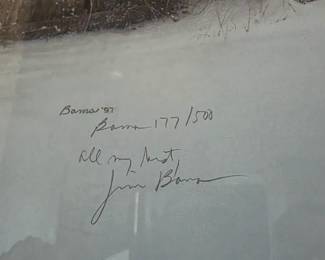 Bama '87
Bama 177/500
All my best,
Jim Bama